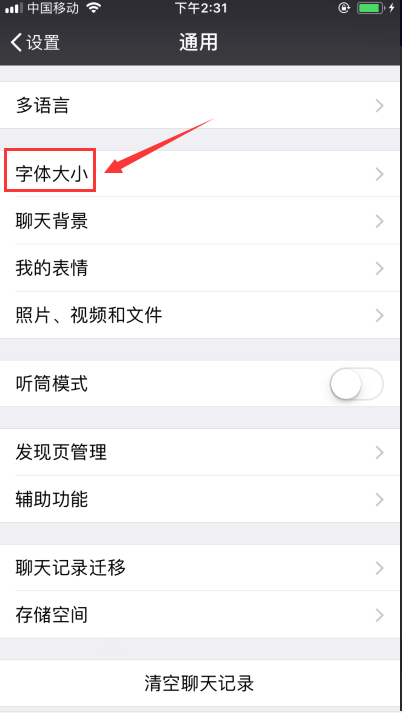 中国移动 下午2:31
设置 通用
多语言
字体大小
聊天背景
我的表情
照片、视频和文件
听筒模式
发现页管理
辅助功能
聊天记录迁移
存储空间
清空聊天记录